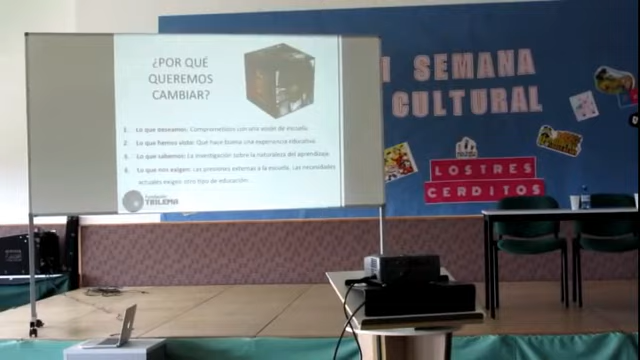 ¿POR QUÉ
QUEREMOS
CAMBIAR?
1. Lo que deseamos: Comprometidos con una visión de escuela.
2. Lo que hemos visto: Qué hace buena una experiencia educativa.
3. Lo que sabemos: La investigación sobre la naturaleza del aprendizaje.
4. Lo que nos exigen: Las presiones externas a la escuela. Las necesidades
actuales exigen otro tipo de educación.
Fundación
TRILEMA
I SEMANA
CULTURAL
LOS TRES
CERDITOS